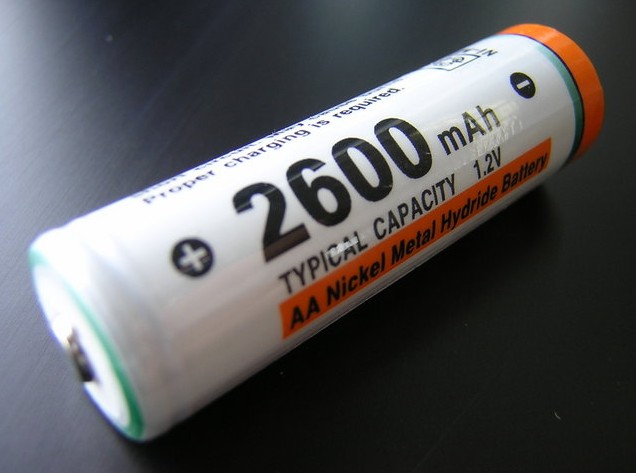 Proper charging is required.
2600 mAh
TYPICAL CAPACITY 1.2V
AA Nickel Metal Hydride Battery